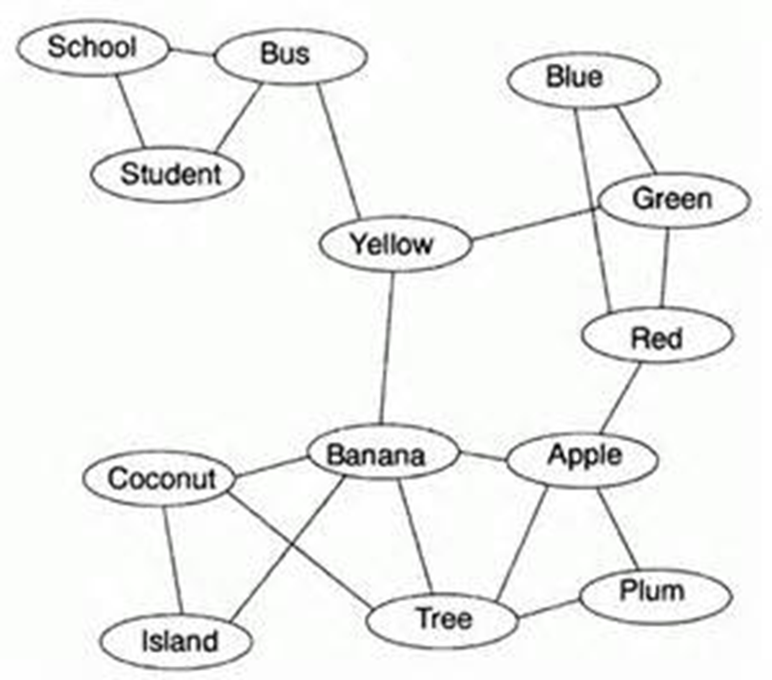 School
Bus
Blue
Student
Green
Yellow
Red
Banana
Apple
Coconut
Plum
Tree
Island